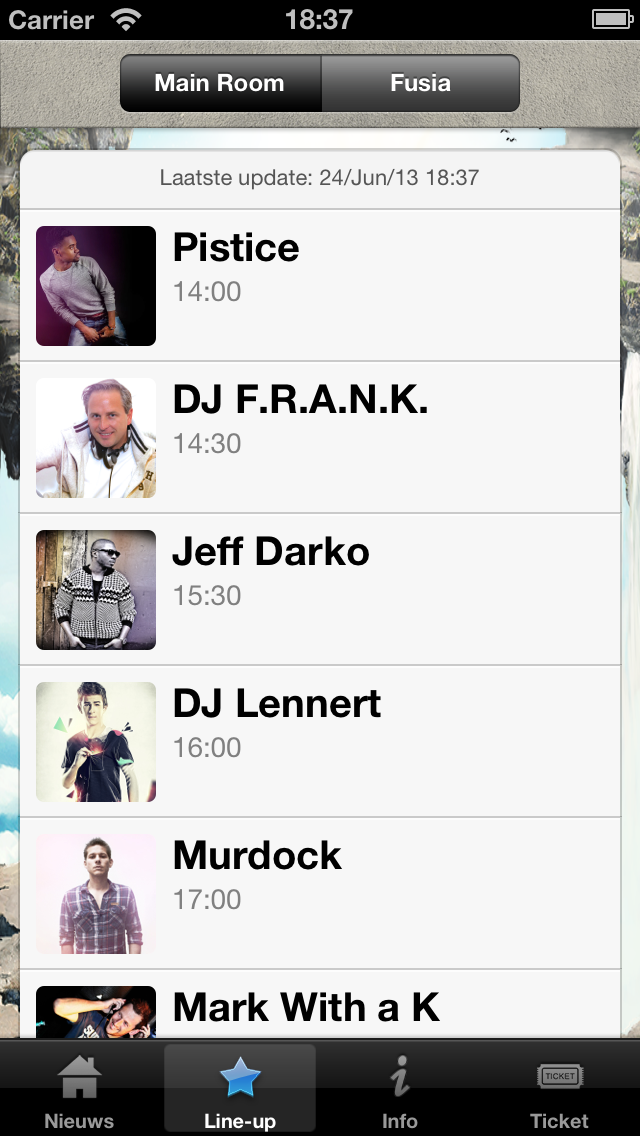 Carrier 18:37
Main Room Fusia
Laatste update: 24/Jun/13 18:37
Pistice
14:00
DJ F.R.A.N.K.
14:30
Jeff Darko
15:30
DJ Lennert
16:00
Murdock
17:00
Mark With a K
TICKET
Nieuws Line-up Info Ticket